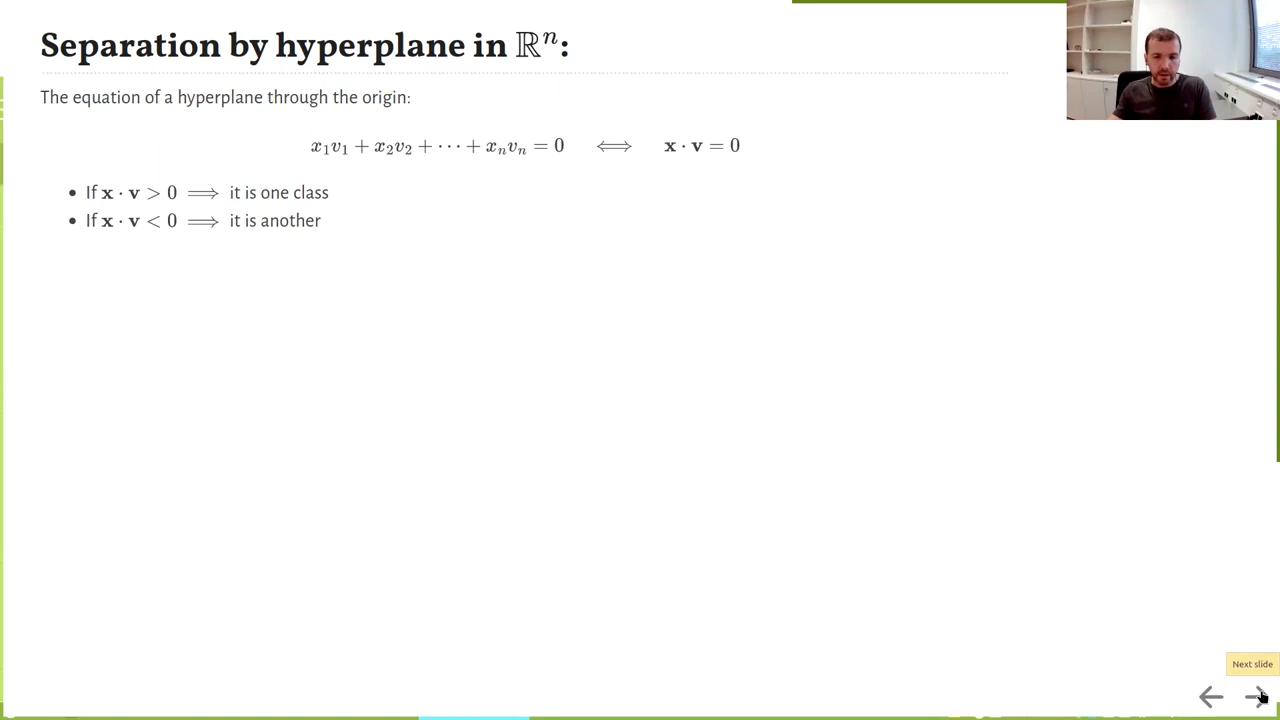 Separation by hyperplane in ℝⁿ:
The equation of a hyperplane through the origin:
x₁v₁ + x₂v₂ + ⋯ + xₙvₙ = 0 ⟺ x · v = 0
• If x · v > 0 ⟹ it is one class
• If x · v < 0 ⟹ it is another
Next slide